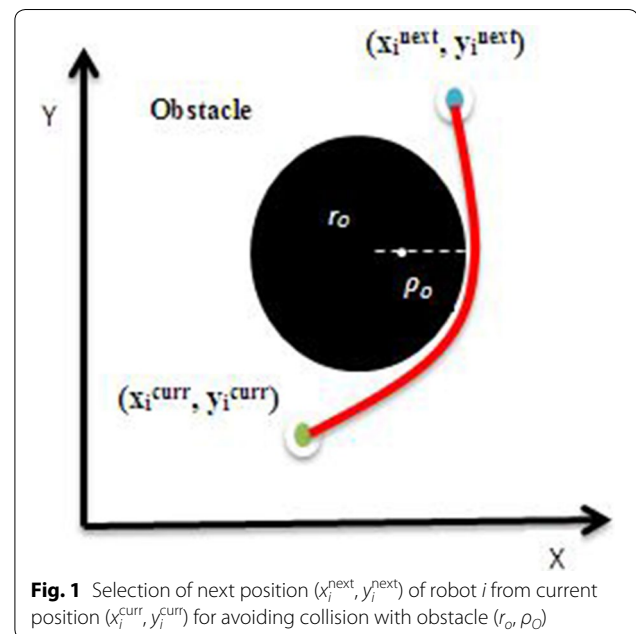 (xᵢⁿᵉˣᵗ, yᵢⁿᵉˣᵗ)
Y
Obstacle
rₒ
ρₒ
(xᵢᶜᵘʳʳ, yᵢᶜᵘʳʳ)
X
Fig. 1 Selection of next position (xᵢⁿᵉˣᵗ, yᵢⁿᵉˣᵗ) of robot i from current
position (xᵢᶜᵘʳʳ, yᵢᶜᵘʳʳ) for avoiding collision with obstacle (rₒ, ρ_O)